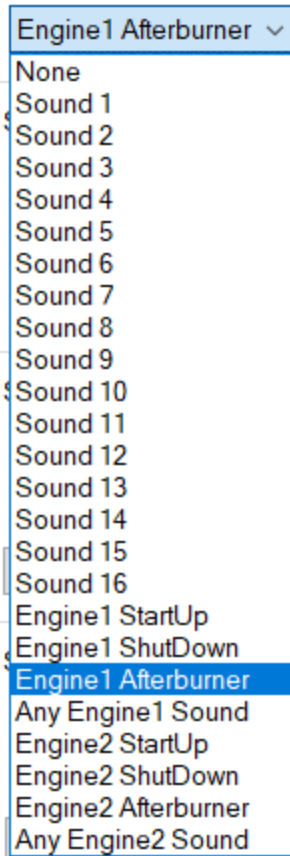 Engine1 Afterburner
None
Sound 1
Sound 2
Sound 3
Sound 4
Sound 5
Sound 6
Sound 7
Sound 8
Sound 9
Sound 10
Sound 11
Sound 12
Sound 13
Sound 14
Sound 15
Sound 16
Engine1 StartUp
Engine1 ShutDown
Engine1 Afterburner
Any Engine1 Sound
Engine2 StartUp
Engine2 ShutDown
Engine2 Afterburner
Any Engine2 Sound